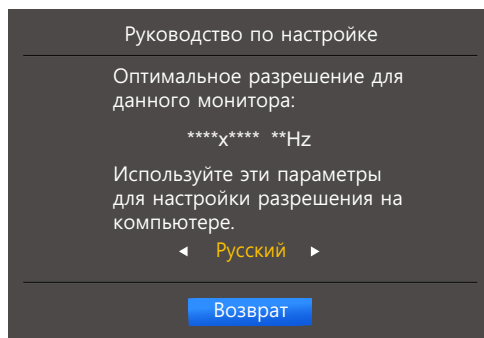 Руководство по настройке
Оптимальное разрешение для
данного монитора:
****x**** **Hz
Используйте эти параметры
для настройки разрешения на
компьютере.
Русский
Возврат